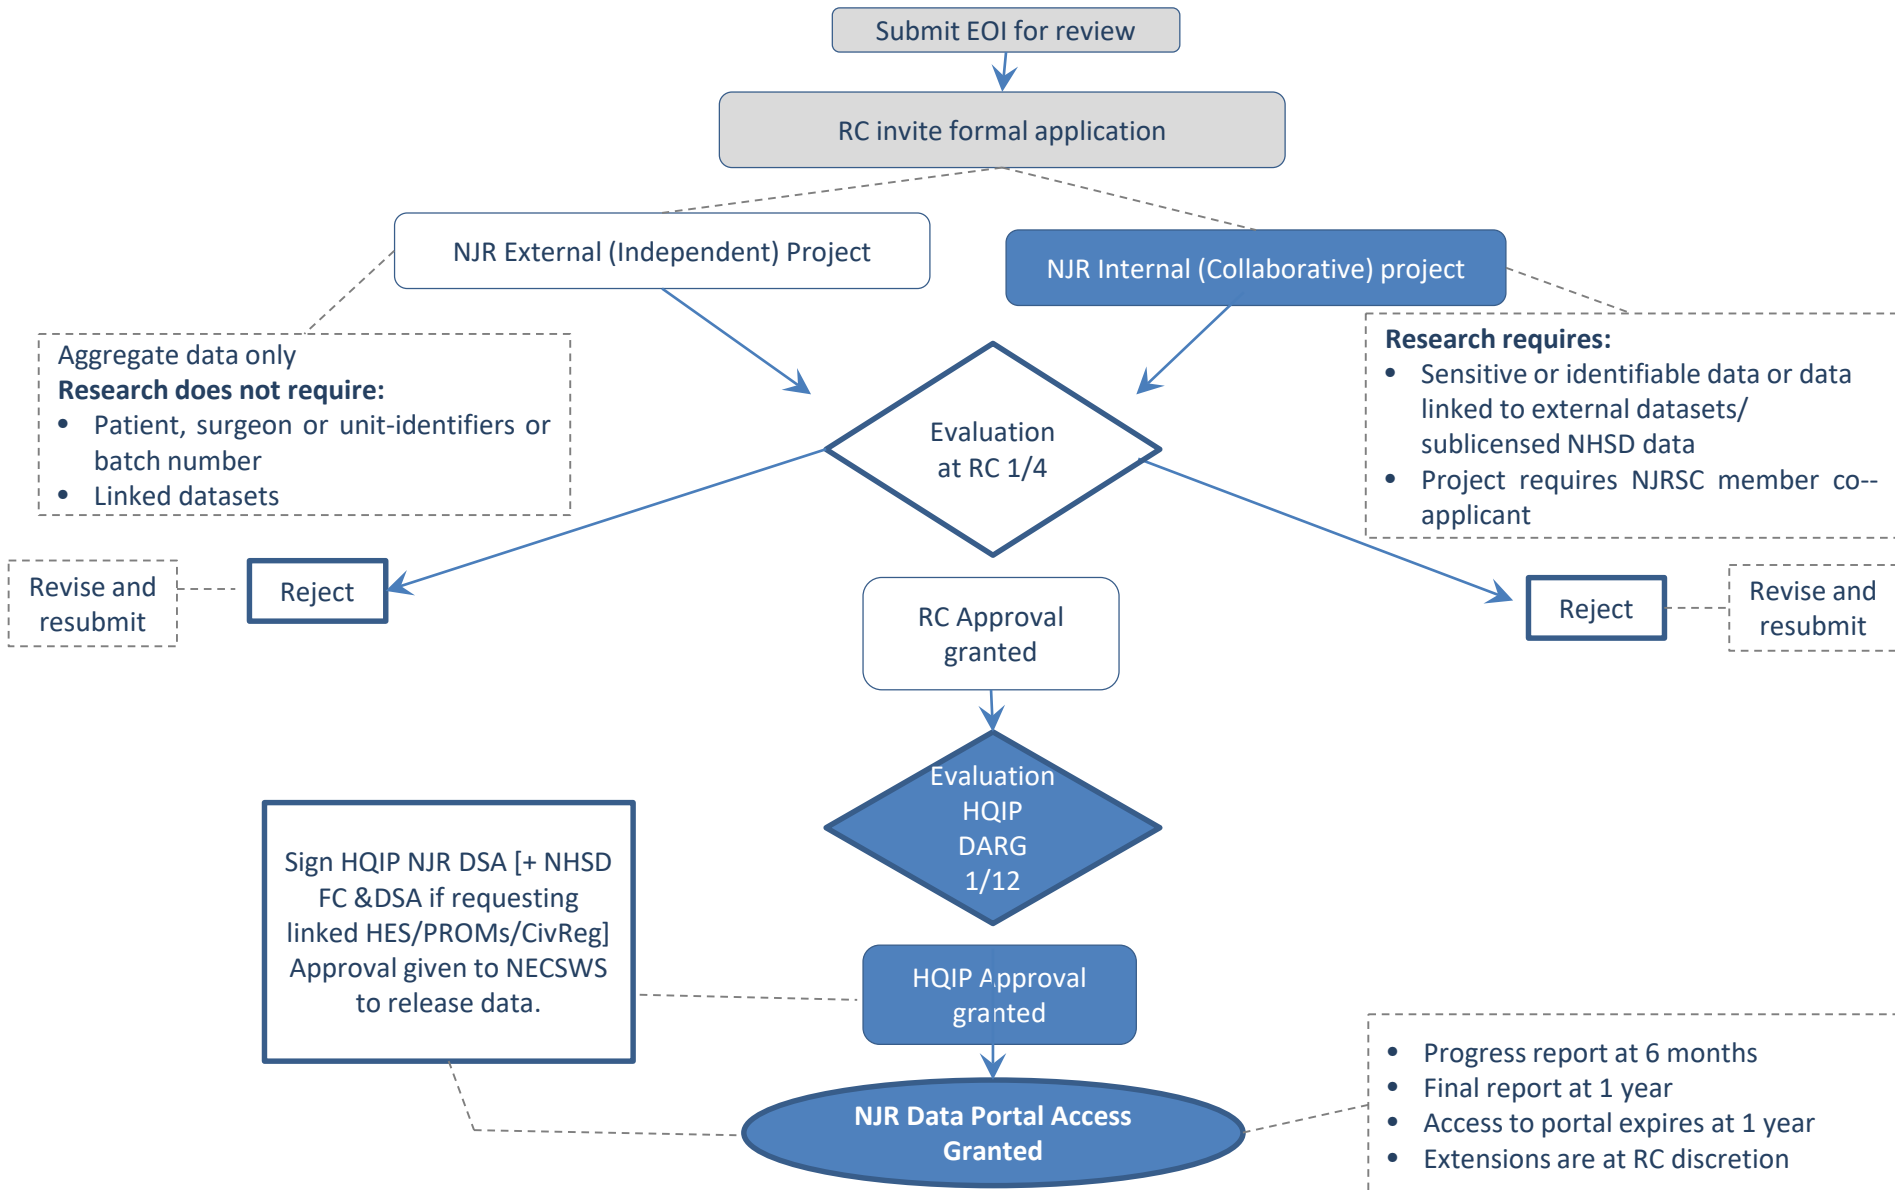 Submit EOI for review
RC invite formal application
NJR External (Independent) Project
NJR Internal (Collaborative) project
Aggregate data only
Research does not require:
• Patient, surgeon or unit-identifiers or
batch number
• Linked datasets
Research requires:
• Sensitive or identifiable data or data
linked to external datasets/
sublicensed NHSD data
• Project requires NJRSC member co--
applicant
Evaluation
at RC 1/4
Revise and
resubmit
Reject
RC Approval
granted
Reject
Revise and
resubmit
Evaluation
HQIP
DARG
1/12
Sign HQIP NJR DSA [+ NHSD
FC &DSA if requesting
linked HES/PROMs/CivReg]
Approval given to NECSWS
to release data.
HQIP Approval
granted
NJR Data Portal Access
Granted
• Progress report at 6 months
• Final report at 1 year
• Access to portal expires at 1 year
• Extensions are at RC discretion